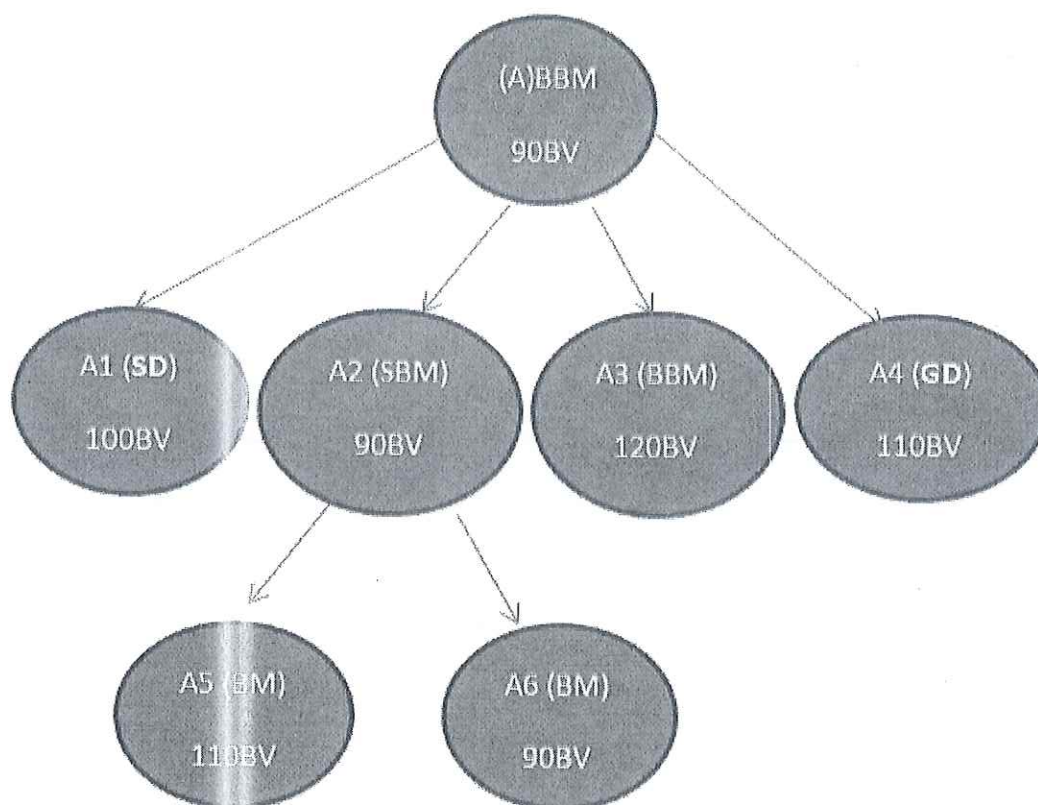 (A)BBM
90BV
A1 (SD)
100BV
A2 (SBM)
90BV
A3 (BBM)
120BV
A4 (GD)
110BV
A5 (BM)
110BV
A6 (BM)
90BV